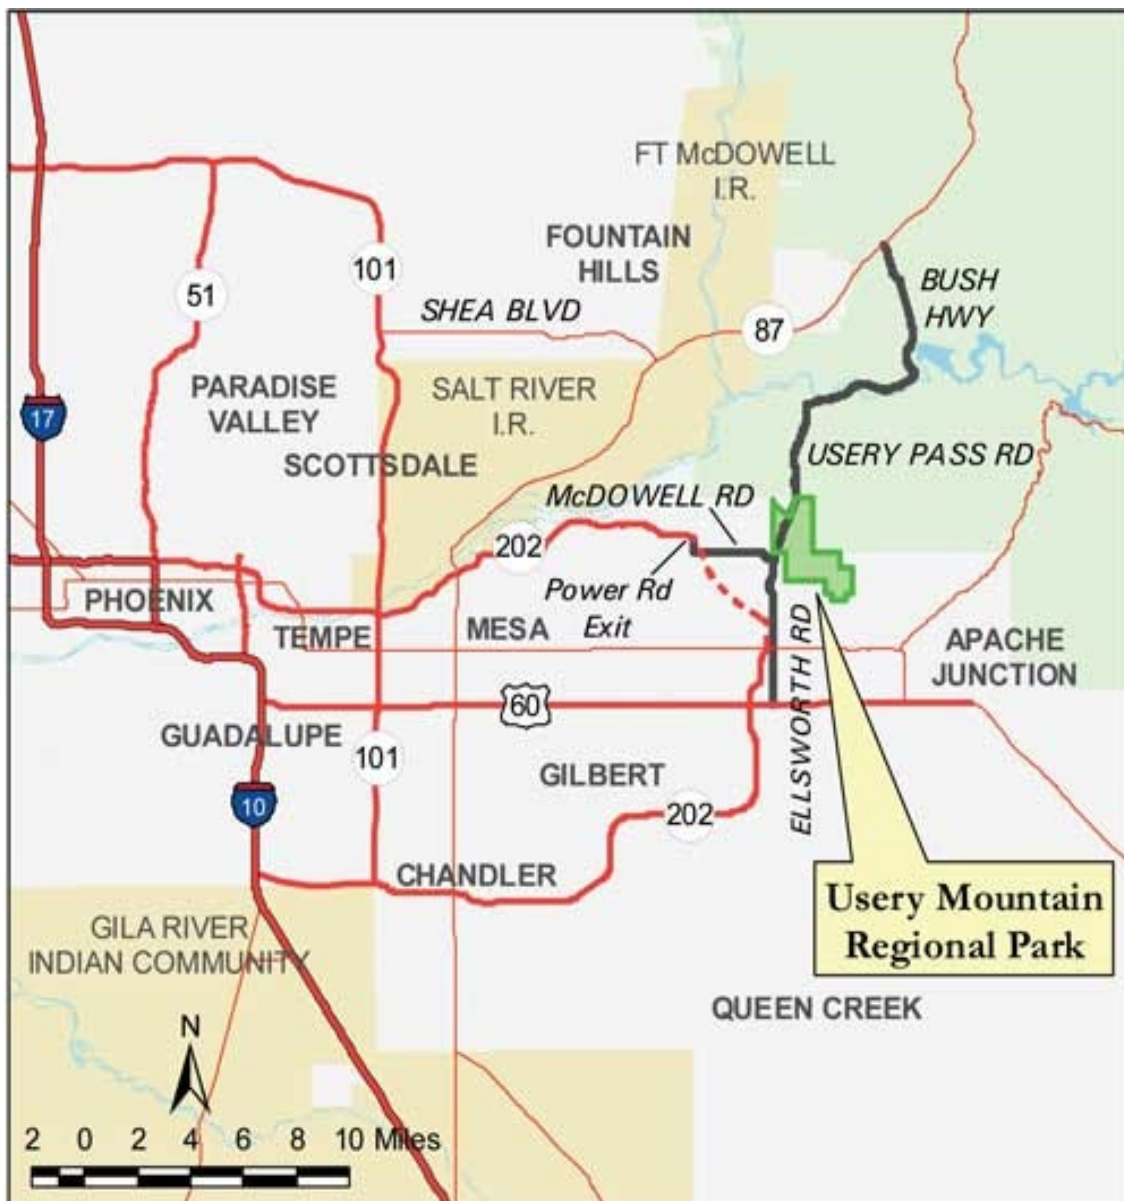 FT McDOWELL
I.R.
FOUNTAIN
HILLS
BUSH
HWY
101
51
SHEA BLVD
87
PARADISE
VALLEY
SALT RIVER
I.R.
17
SCOTTSDALE
USERY PASS RD
McDOWELL RD
202
PHOENIX
Power Rd
Exit
TEMPE
MESA
ELLSWORTH RD
APACHE
JUNCTION
60
GUADALUPE
101
GILBERT
10
202
CHANDLER
Usery Mountain
Regional Park
GILA RIVER
INDIAN COMMUNITY
QUEEN CREEK
N
2 0 2 4 6 8 10 Miles